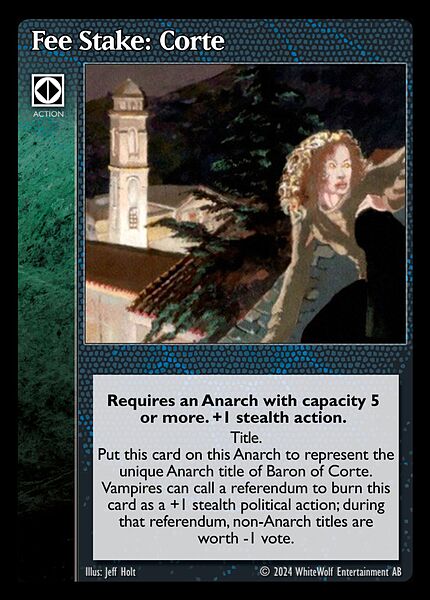 Fee Stake: Corte
ACTION
Requires an Anarch with capacity 5
or more. +1 stealth action.
Title.
Put this card on this Anarch to represent the
unique Anarch title of Baron of Corte.
Vampires can call a referendum to burn this
card as a +1 stealth political action; during
that referendum, non-Anarch titles are
worth -1 vote.
Illus: Jeff Holt
© 2024 WhiteWolf Entertainment AB